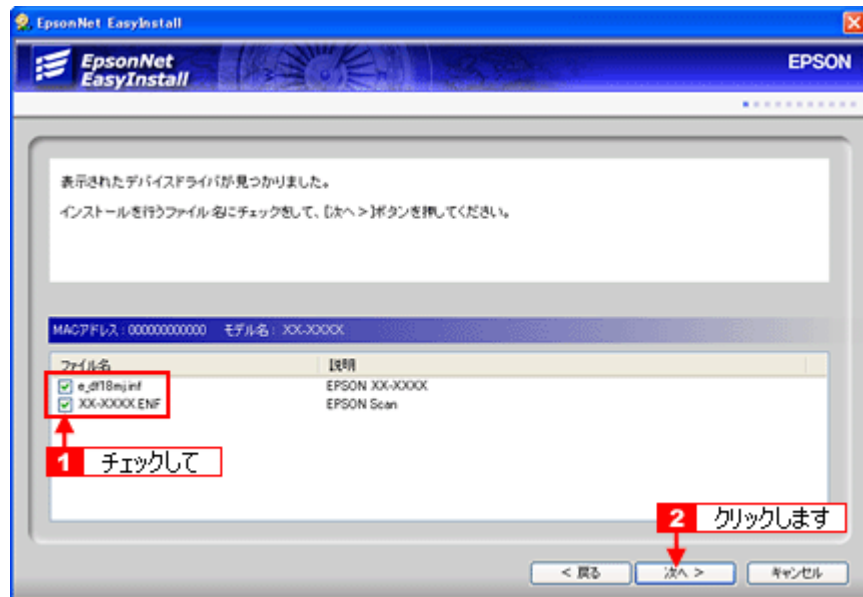 EpsonNet EasyInstall
EpsonNet
EasyInstall
EPSON
表示されたデバイスドライバが見つかりました。
インストールを行うファイル名にチェックをして、[次へ >]ボタンを押してください。
MACアドレス : 000000000000 モデル名 : XX-XXXX
ファイル名 説明
e_df18mj.inf EPSON XX-XXXX
XX-XXXX.ENF EPSON Scan
1 チェックして
2 クリックします
< 戻る 次へ > キャンセル